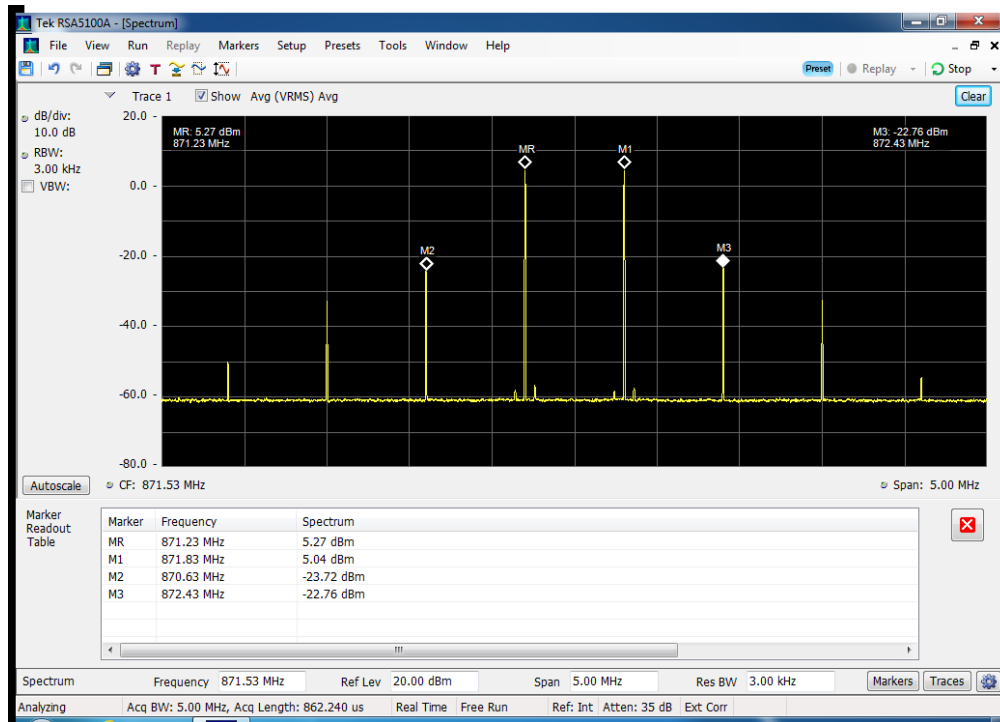 Tek RSA5100A - [Spectrum]
File View Run Replay Markers Setup Presets Tools Window Help
T Preset Replay Stop
Trace 1 Show Avg (VRMS) Avg Clear
dB/div:
10.0 dB
RBW:
3.00 kHz
VBW:
20.0
0.0
-20.0
-40.0
-60.0
-80.0
MR: 5.27 dBm
871.23 MHz
M3: -22.76 dBm
872.43 MHz
MR
M1
M2
M3
Autoscale CF: 871.53 MHz Span: 5.00 MHz
Marker
Readout
Table
Marker Frequency Spectrum
MR 871.23 MHz 5.27 dBm
M1 871.83 MHz 5.04 dBm
M2 870.63 MHz -23.72 dBm
M3 872.43 MHz -22.76 dBm
Spectrum Frequency 871.53 MHz Ref Lev 20.00 dBm Span 5.00 MHz Res BW 3.00 kHz Markers Traces
Analyzing Acq BW: 5.00 MHz, Acq Length: 862.240 us Real Time Free Run Ref: Int Atten: 35 dB Ext Corr